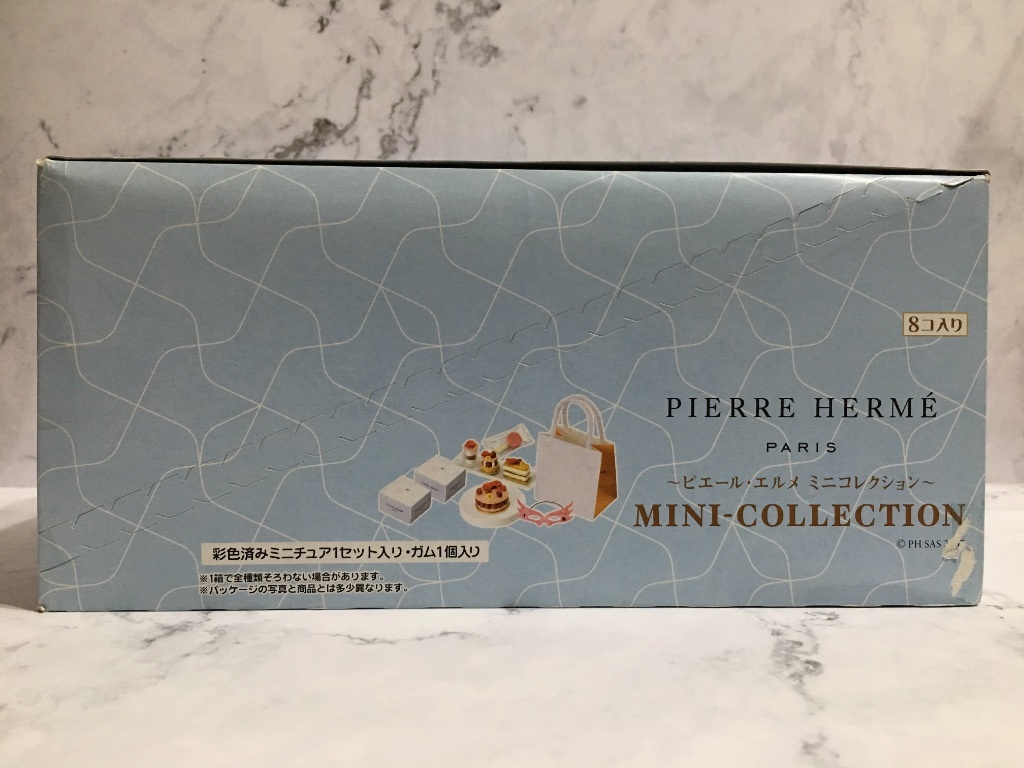 8コ入り
PIERRE HERMÉ
PARIS
～ピエール・エルメ ミニコレクション～
MINI-COLLECTION
© PH SAS
彩色済みミニチュア1セット入り・ガム1個入り
※1箱で全種類そろわない場合があります。
※パッケージの写真と商品とは多少異なります。